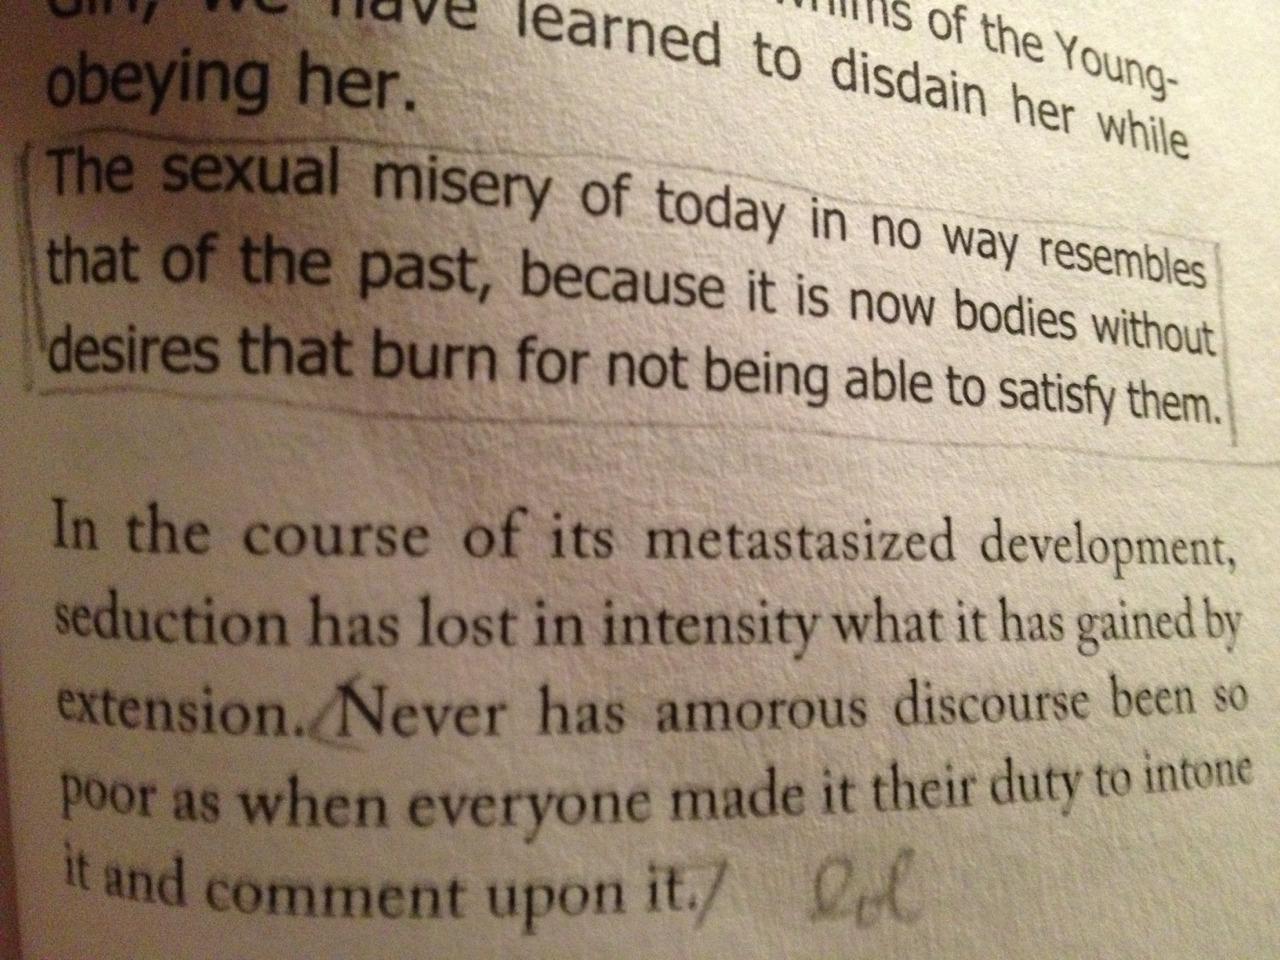 whims of the Young-
Girl, we have learned to disdain her while
obeying her.
The sexual misery of today in no way resembles
that of the past, because it is now bodies without
desires that burn for not being able to satisfy them.
In the course of its metastasized development,
seduction has lost in intensity what it has gained by
extension. Never has amorous discourse been so
poor as when everyone made it their duty to intone
it and comment upon it. lol